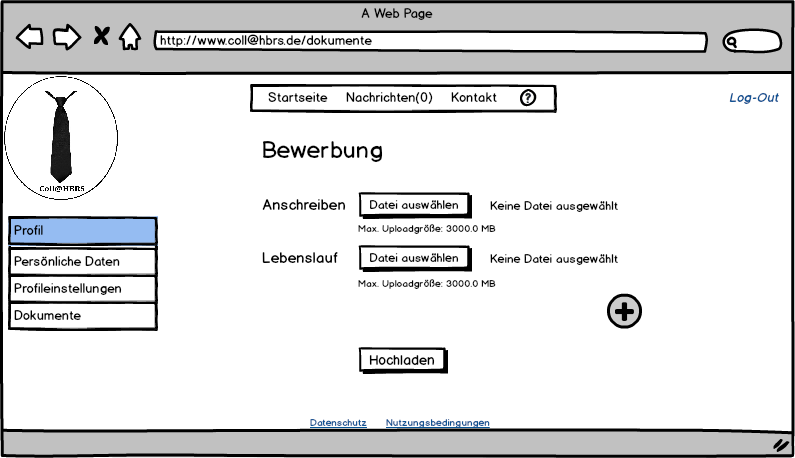 A Web Page
http://www.coll@hbrs.de/dokumente
Startseite Nachrichten(0) Kontakt ?
Log-Out
Coll@HBRS
Bewerbung
Anschreiben Datei auswählen Keine Datei ausgewählt
Max. Uploadgröße: 3000.0 MB
Profil
Lebenslauf Datei auswählen Keine Datei ausgewählt
Max. Uploadgröße: 3000.0 MB
Persönliche Daten
Profileinstellungen
Dokumente
Hochladen
Datenschutz Nutzungsbedingungen